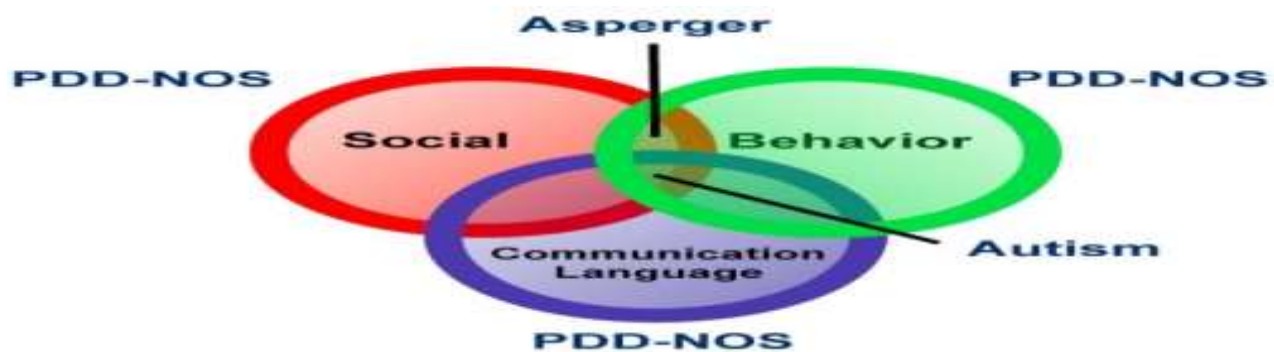 Asperger
PDD-NOS
PDD-NOS
Social
Behavior
Communication
Language
Autism
PDD-NOS